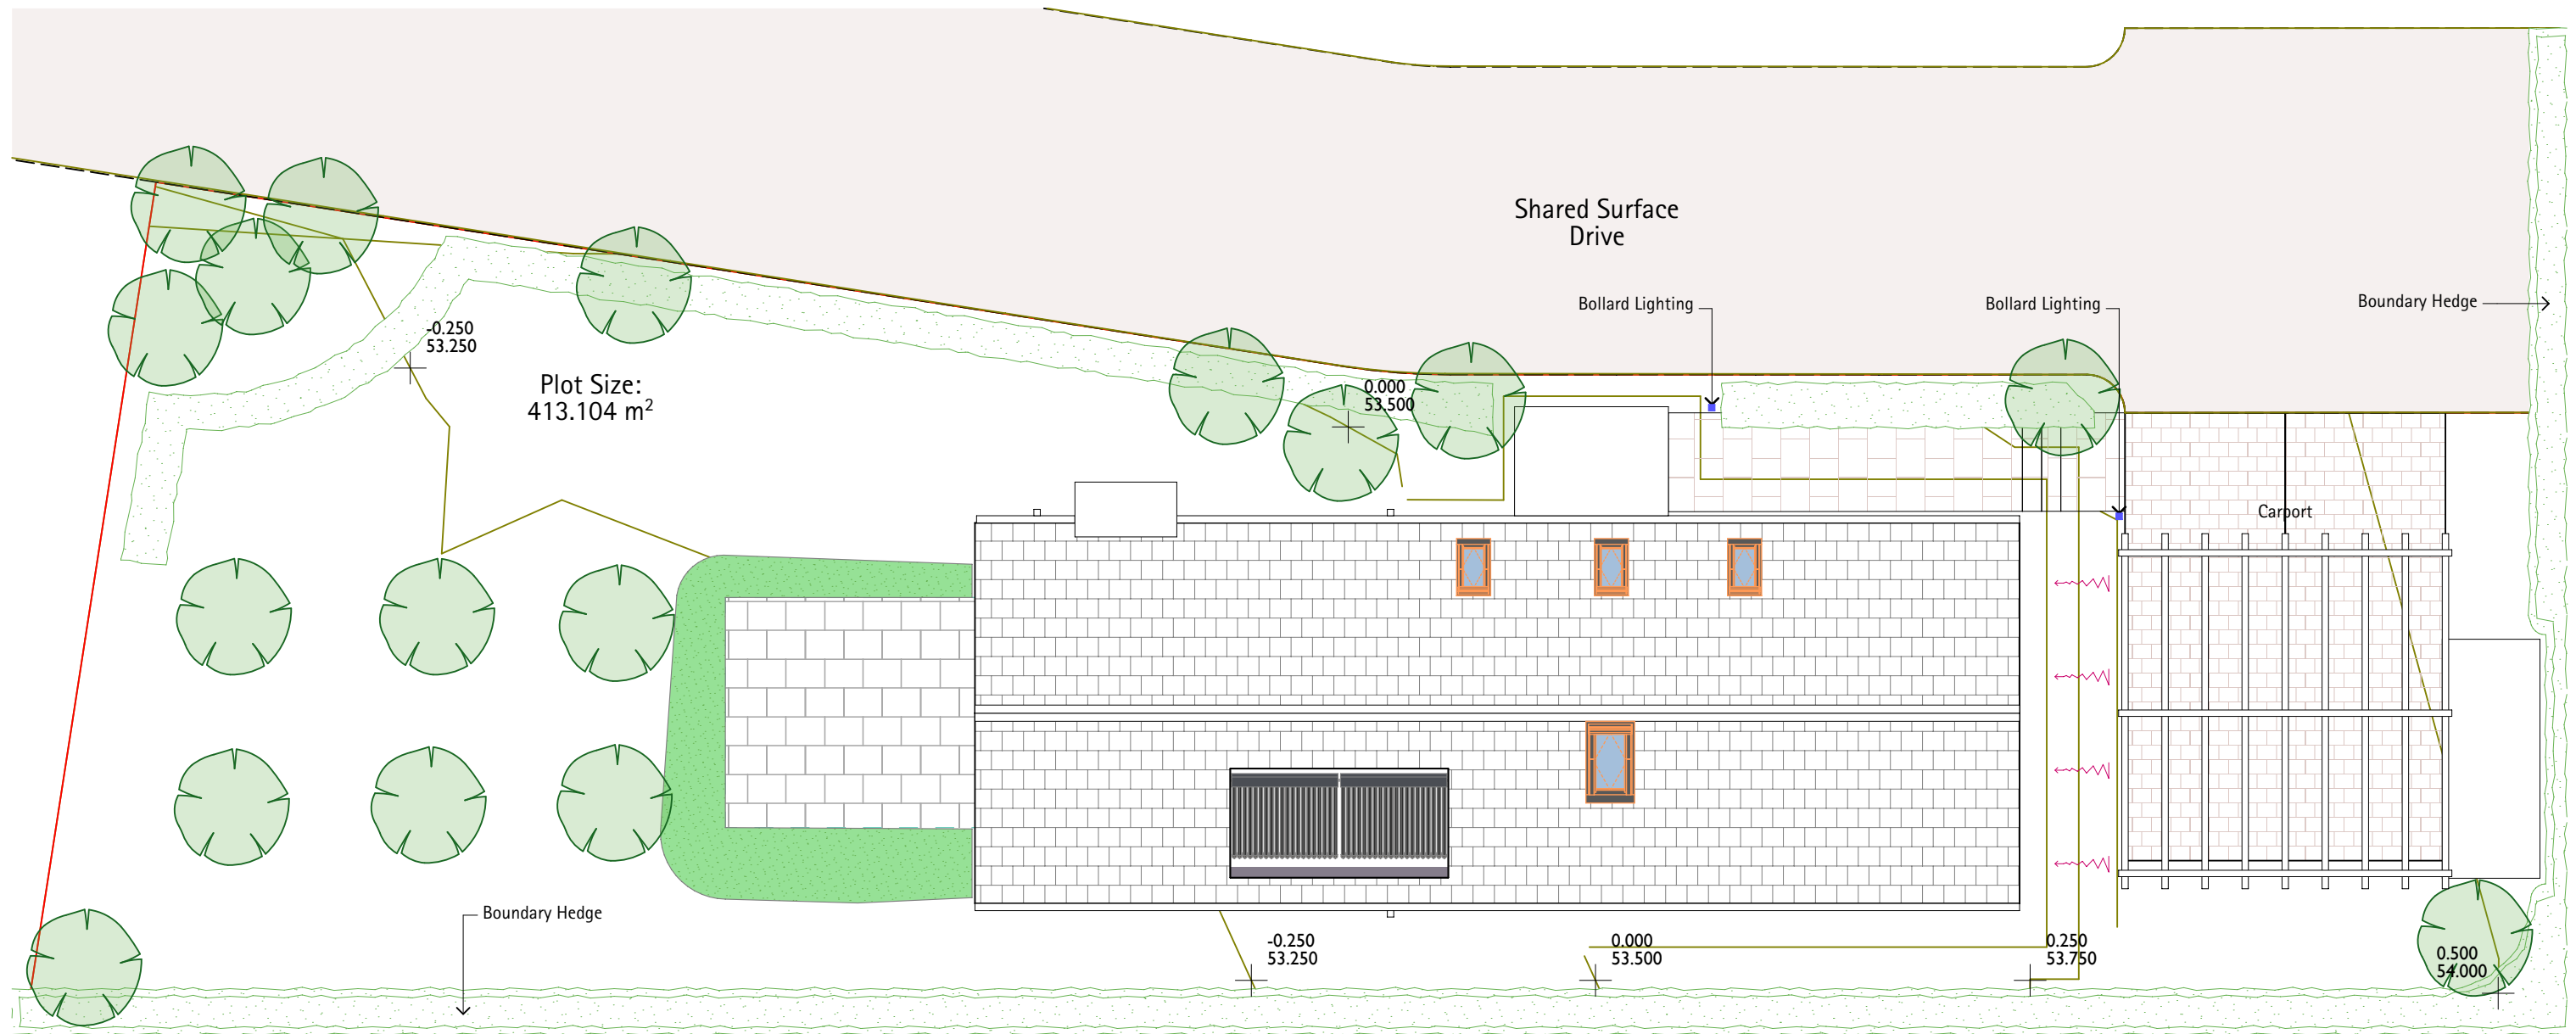 Shared Surface
Drive
Bollard Lighting
Bollard Lighting
Boundary Hedge
-0.250
53.250
Plot Size:
413.104 m²
0.000
53.500
Carport
Boundary Hedge
-0.250
53.250
0.000
53.500
0.250
53.750
0.500
54.000